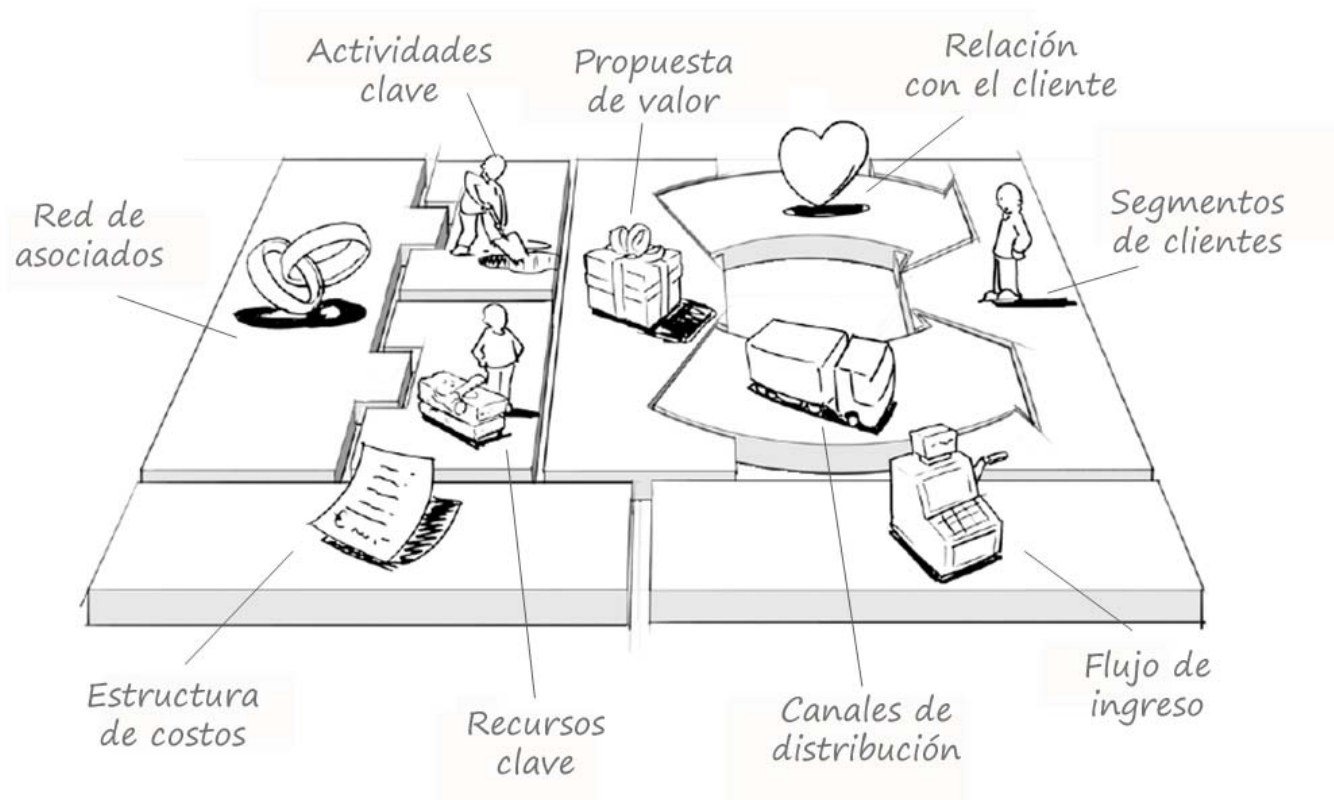 Actividades
clave
Propuesta
de valor
Relación
con el cliente
Red de
asociados
Segmentos
de clientes
Estructura
de costos
Recursos
clave
Canales de
distribución
Flujo de
ingreso